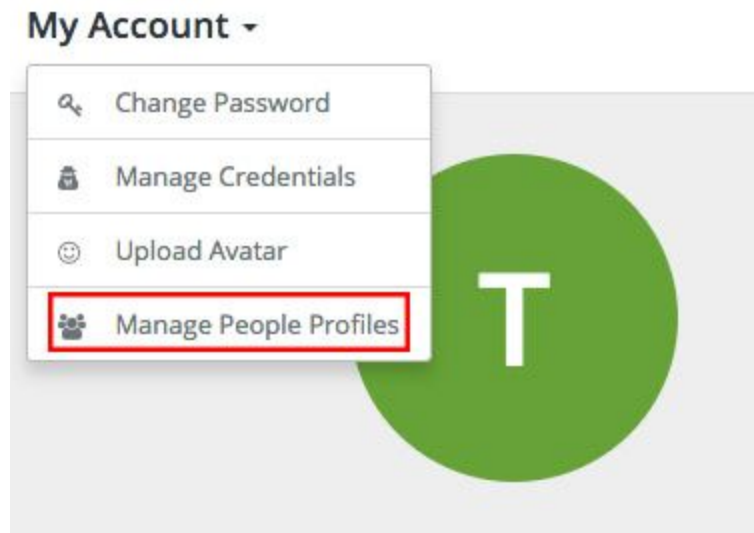 My Account
Change Password
Manage Credentials
Upload Avatar
Manage People Profiles
T